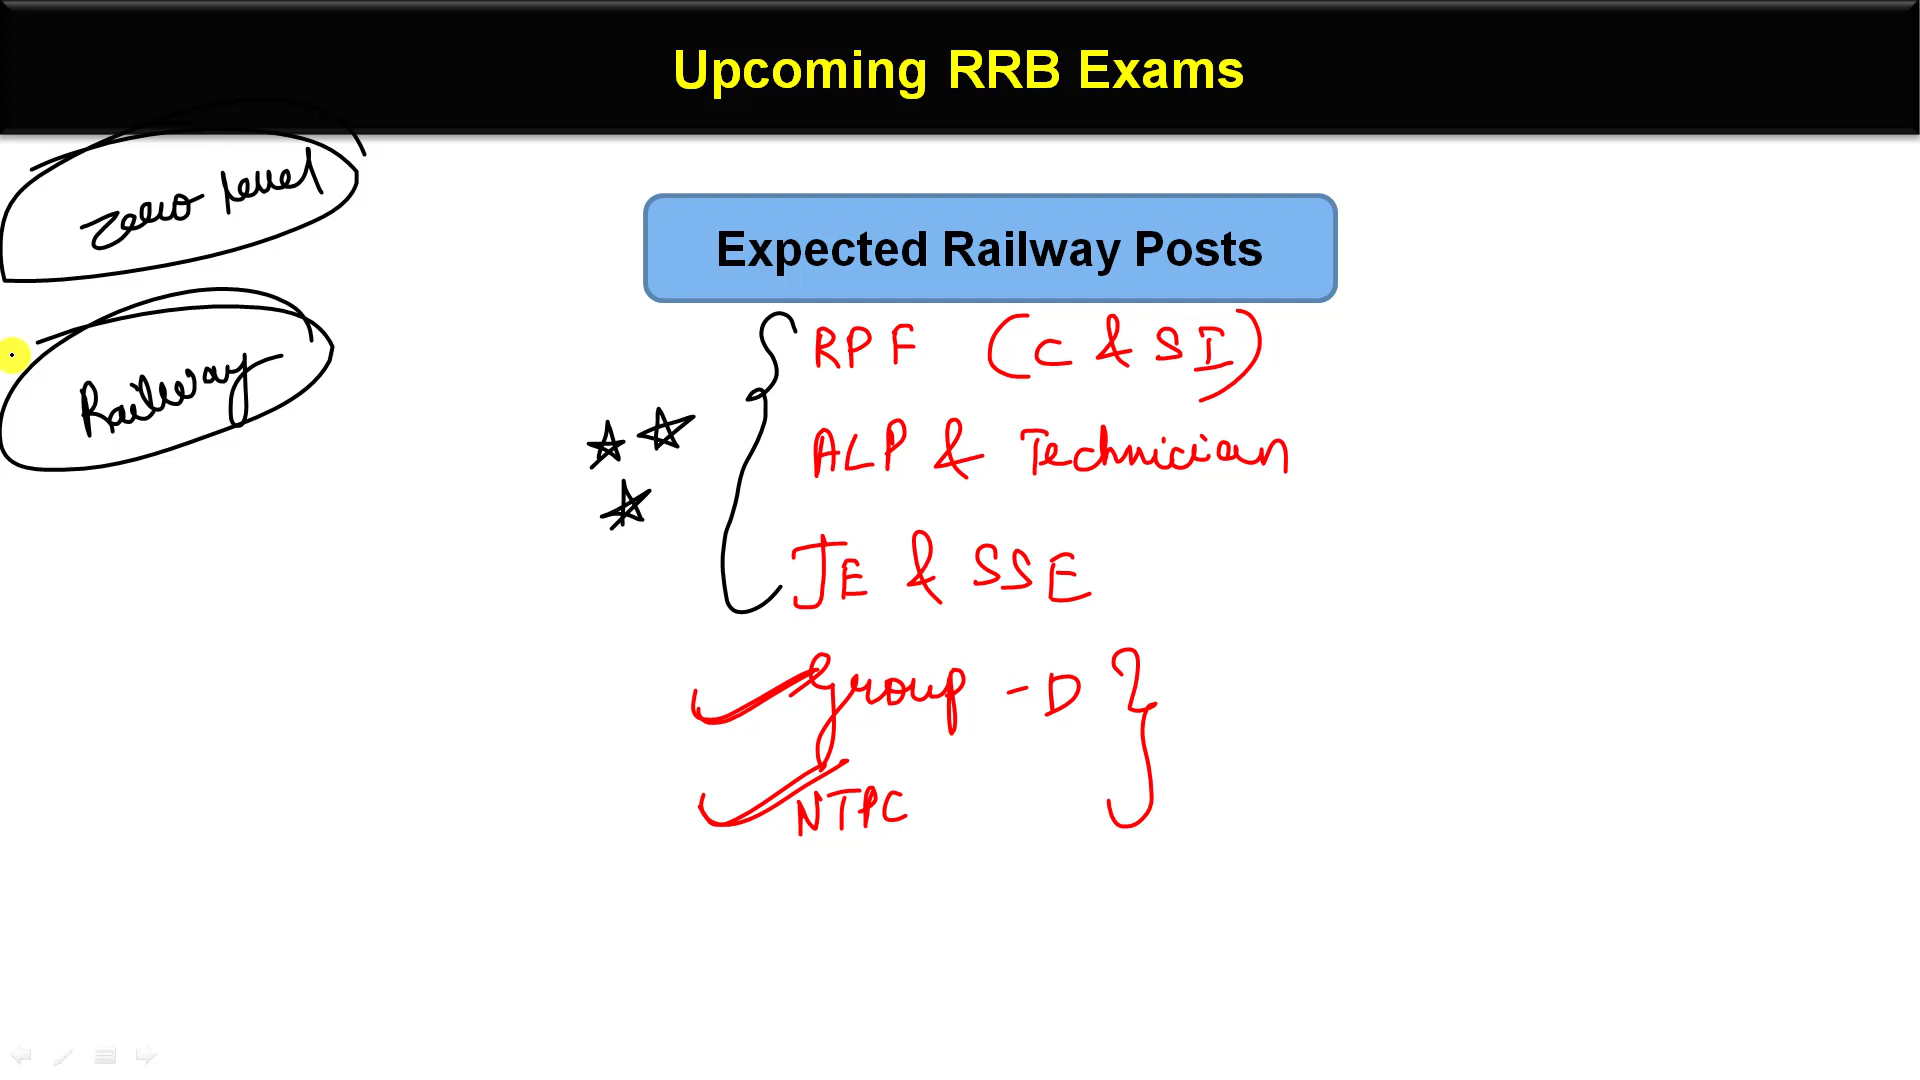 Upcoming RRB Exams
Zero level
Railway
Expected Railway Posts
RPF (C & SI)
ALP & Technician
JE & SSE
Group - D
NTPC